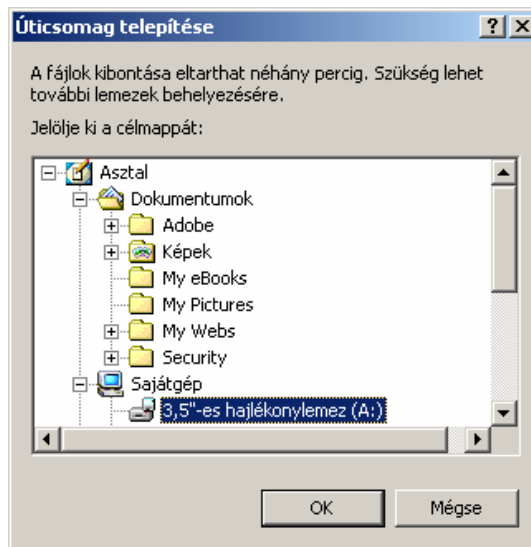 Úticsomag telepítése
A fájlok kibontása eltarthat néhány percig. Szükség lehet
további lemezek behelyezésére.
Jelölje ki a célmappát:
Asztal
Dokumentumok
Adobe
Képek
My eBooks
My Pictures
My Webs
Security
Sajátgép
3,5"-es hajlékonylemez (A:)
OK Mégse